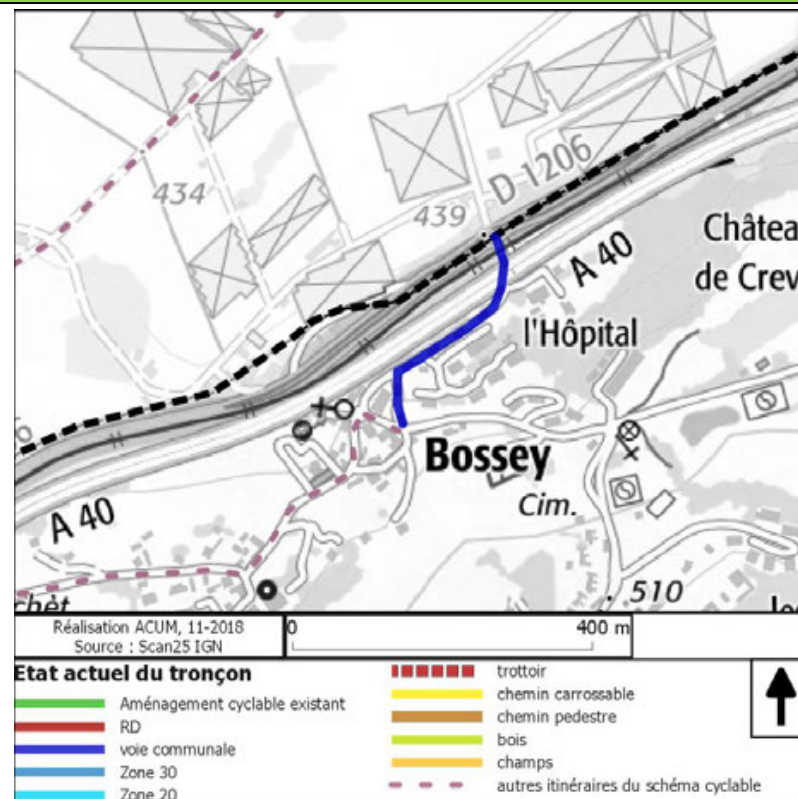 434
439
D 1206
A 40
Châtea
de Crev
l'Hôpital
Bossey
Cim.
A 40
510
chêt
Réalisation ACUM, 11-2018
Source : Scan25 IGN
0
400 m
Etat actuel du tronçon
Aménagement cyclable existant
RD
voie communale
Zone 30
Zone 20
trottoir
chemin carrossable
chemin pedestre
bois
champs
autres itinéraires du schéma cyclable